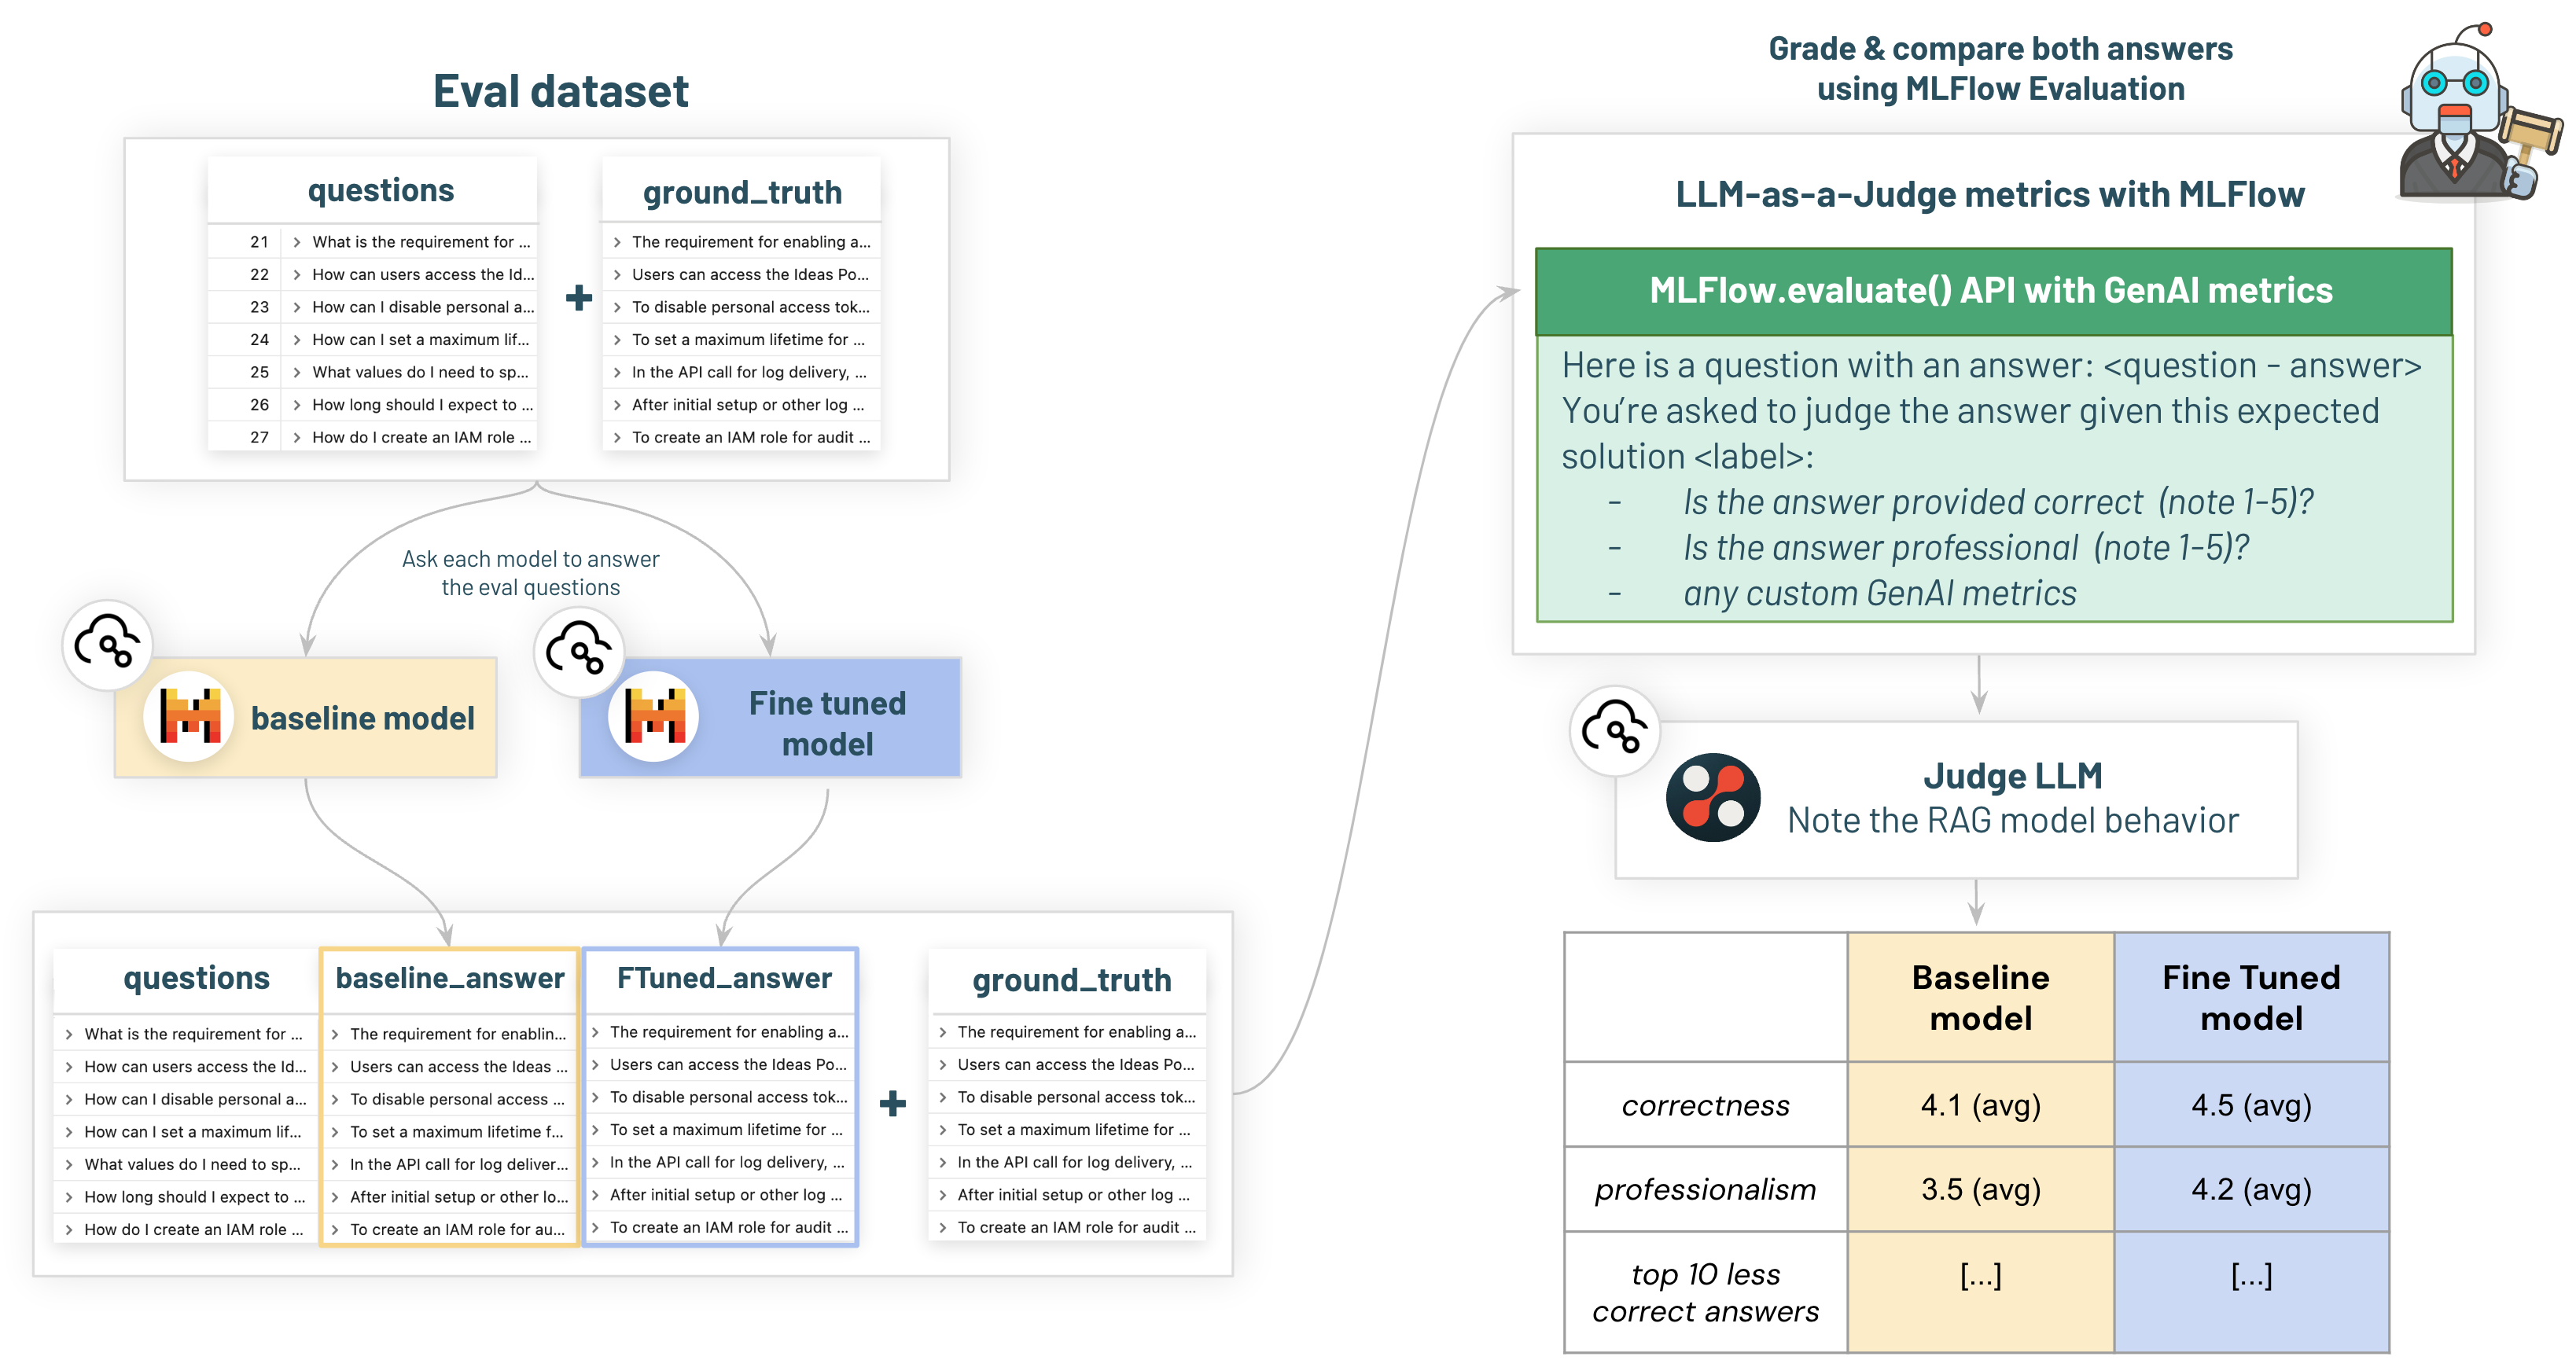 Eval dataset
questions
21 What is the requirement for ...
22 How can users access the Id...
23 How can I disable personal a...
24 How can I set a maximum lif...
25 What values do I need to sp...
26 How long should I expect to ...
27 How do I create an IAM role ...
+
ground_truth
The requirement for enabling a...
Users can access the Ideas Po...
To disable personal access tok...
To set a maximum lifetime for ...
In the API call for log delivery, ...
After initial setup or other log ...
To create an IAM role for audit ...
Ask each model to answer
the eval questions
baseline model
Fine tuned
model
questions
What is the requirement for ...
How can users access the Id...
How can I disable personal a...
How can I set a maximum lif...
What values do I need to sp...
How long should I expect to ...
How do I create an IAM role ...
baseline_answer
The requirement for enablin...
Users can access the Ideas ...
To disable personal access ...
To set a maximum lifetime f...
In the API call for log deliver...
After initial setup or other lo...
To create an IAM role for au...
FTuned_answer
The requirement for enabling a...
Users can access the Ideas Po...
To disable personal access tok...
To set a maximum lifetime for ...
In the API call for log delivery, ...
After initial setup or other log ...
To create an IAM role for audit ...
+
ground_truth
The requirement for enabling a...
Users can access the Ideas Po...
To disable personal access tok...
To set a maximum lifetime for ...
In the API call for log delivery, ...
After initial setup or other log ...
To create an IAM role for audit ...
Grade & compare both answers
using MLFlow Evaluation
LLM-as-a-Judge metrics with MLFlow
MLFlow.evaluate() API with GenAI metrics
Here is a question with an answer: <question - answer>
You're asked to judge the answer given this expected
solution <label>:
- Is the answer provided correct (note 1-5)?
- Is the answer professional (note 1-5)?
- any custom GenAI metrics
Judge LLM
Note the RAG model behavior
Baseline
model
Fine Tuned
model
correctness 4.1 (avg) 4.5 (avg)
professionalism 3.5 (avg) 4.2 (avg)
top 10 less [...] [...]
correct answers